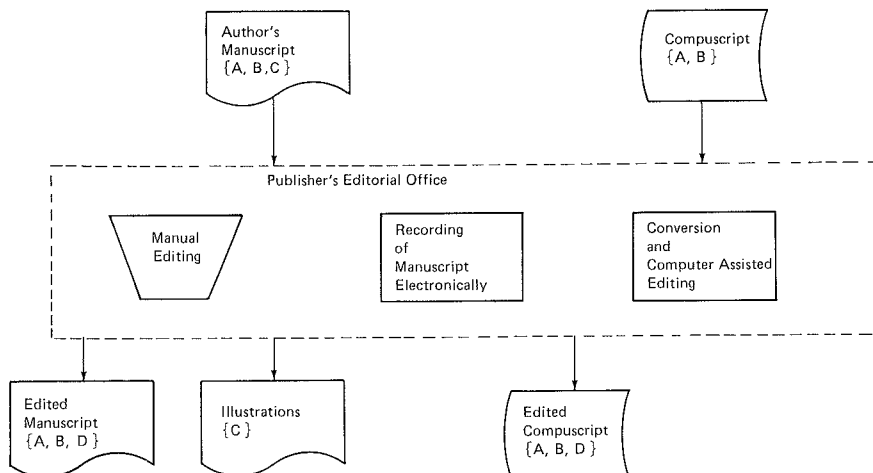 Author's
Manuscript
{A, B,C}
Compuscript
{A, B}
Publisher's Editorial Office
Manual
Editing
Recording
of
Manuscript
Electronically
Conversion
and
Computer Assisted
Editing
Edited
Manuscript
{A, B, D}
Illustrations
{C}
Edited
Compuscript
{A, B, D}